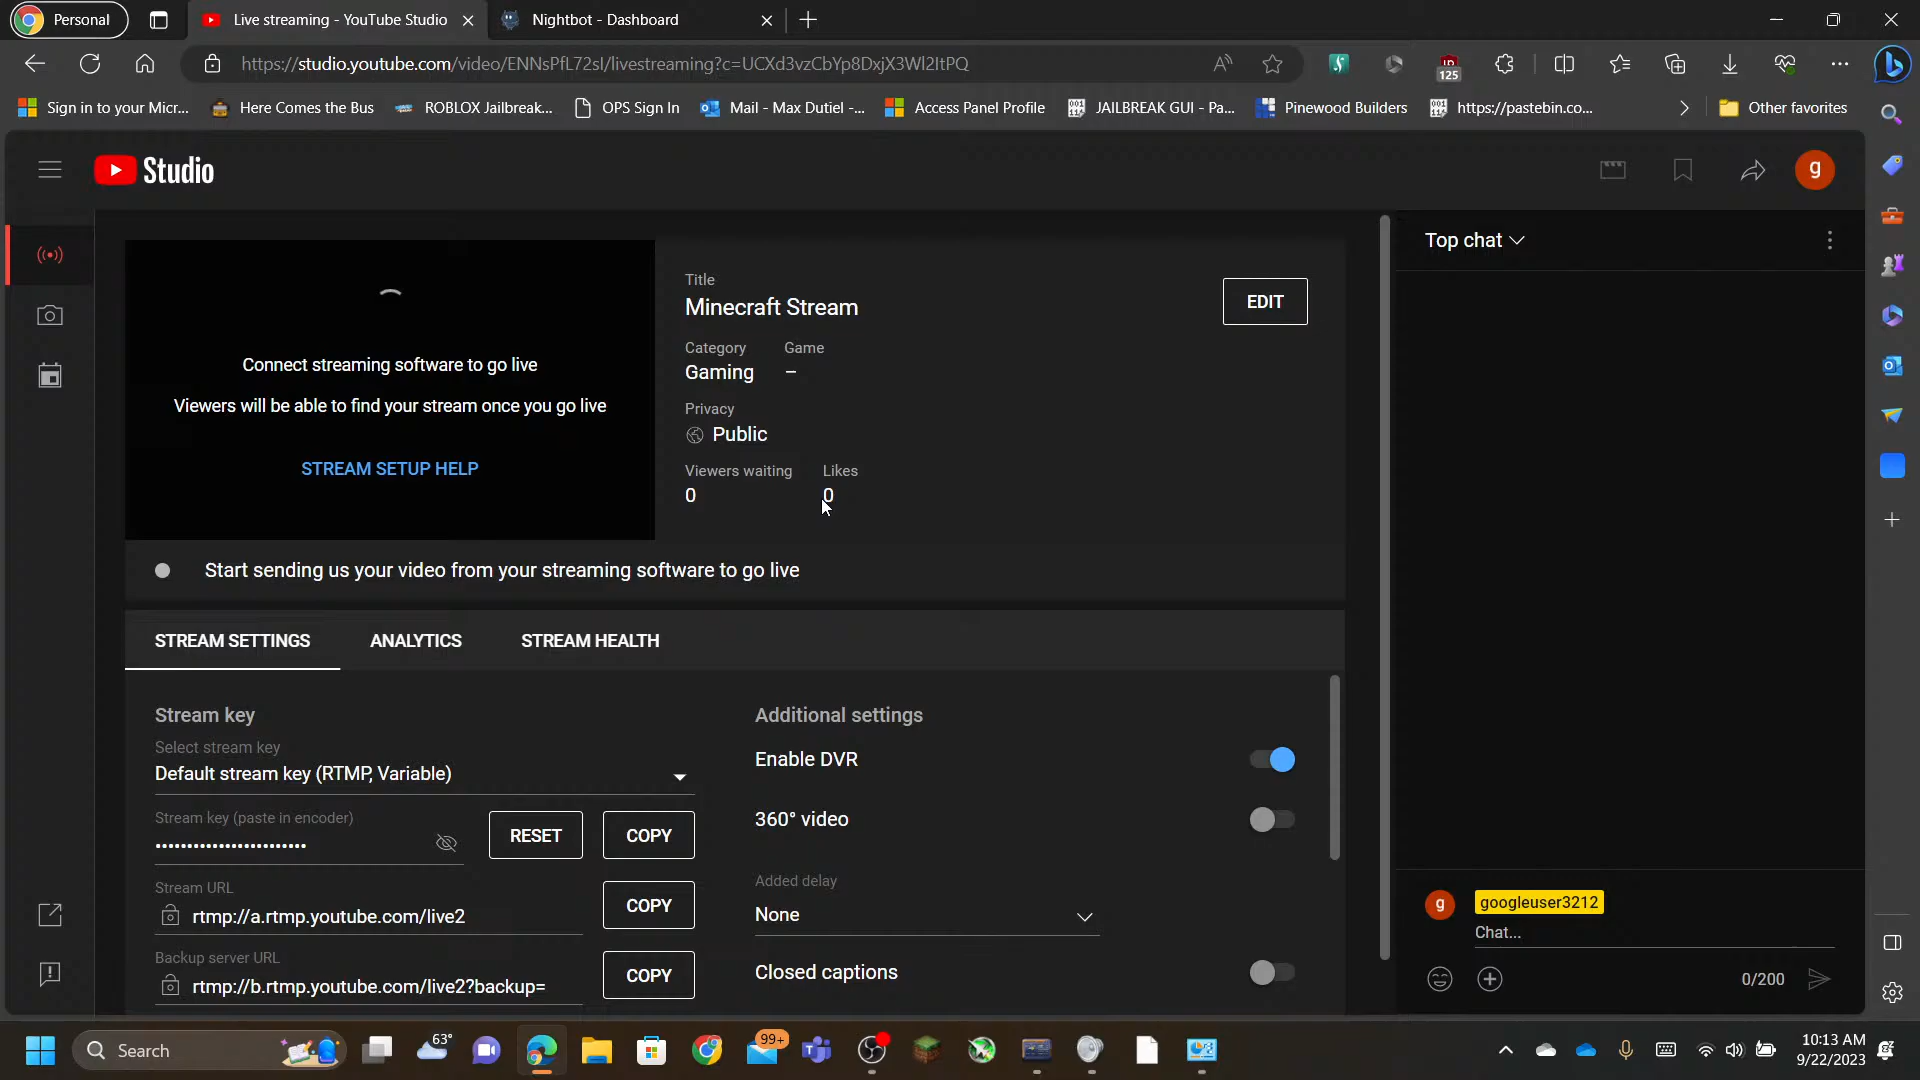 Personal
Live streaming - YouTube Studio
Nightbot - Dashboard
https://studio.youtube.com/video/ENNsPfL72sI/livestreaming?c=UCXd3vzCbYp8DxjX3Wl2ItPQ
125
Sign in to your Micr...
Here Comes the Bus
ROBLOX Jailbreak...
OPS Sign In
Mail - Max Dutiel -...
Access Panel Profile
JAILBREAK GUI - Pa...
Pinewood Builders
https://pastebin.co...
Other favorites
Studio
g
Top chat
Connect streaming software to go live
Viewers will be able to find your stream once you go live
STREAM SETUP HELP
Title
Minecraft Stream
EDIT
Category Game
Gaming –
Privacy
Public
Viewers waiting Likes
0 0
Start sending us your video from your streaming software to go live
STREAM SETTINGS ANALYTICS STREAM HEALTH
Stream key
Select stream key
Default stream key (RTMP, Variable)
Stream key (paste in encoder)
••••••••••••••••••••••••
RESET COPY
Stream URL
rtmp://a.rtmp.youtube.com/live2
COPY
Backup server URL
rtmp://b.rtmp.youtube.com/live2?backup=
COPY
Additional settings
Enable DVR
360° video
Added delay
None
Closed captions
g
googleuser3212
Chat...
0/200
Search
63°
99+
10:13 AM
9/22/2023